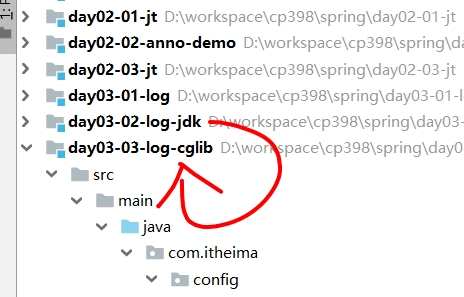 day02-01-jt D:\workspace\cp398\spring\day02-01-jt
day02-02-anno-demo D:\workspace\cp398\spring
day02-03-jt D:\workspace\cp398\spring\day02-03-jt
day03-01-log D:\workspace\cp398\spring\day03-01-l
day03-02-log-jdk D:\workspace\cp398\spring\day03
day03-03-log-cglib D:\workspace\cp398\spring\day0
src
main
java
com.itheima
config